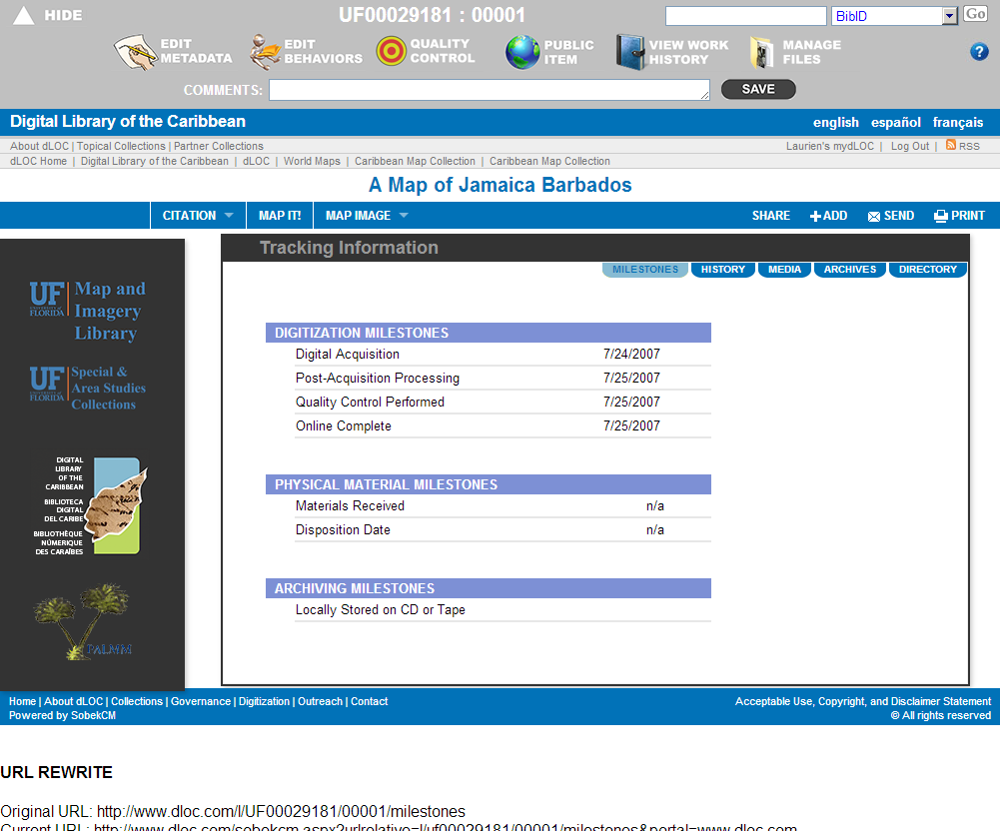 HIDE
UF00029181 : 00001
BibID
Go
EDIT METADATA
EDIT BEHAVIORS
QUALITY CONTROL
PUBLIC ITEM
VIEW WORK HISTORY
MANAGE FILES
?
COMMENTS:
SAVE
Digital Library of the Caribbean
english español français
About dLOC | Topical Collections | Partner Collections
Laurien's myDLOC | Log Out | RSS
dLOC Home | Digital Library of the Caribbean | dLOC | World Maps | Caribbean Map Collection | Caribbean Map Collection
A Map of Jamaica Barbados
CITATION MAP IT! MAP IMAGE
SHARE ADD SEND PRINT
Tracking Information
MILESTONES HISTORY MEDIA ARCHIVES DIRECTORY
UF
UNIVERSITY of
FLORIDA
Map and
Imagery
Library
UF
UNIVERSITY of
FLORIDA
Special &
Area Studies
Collections
DIGITAL
LIBRARY
OF THE
CARIBBEAN
BIBLIOTECA
DIGITAL
DEL CARIBE
BIBLIOTHÈQUE
NUMÉRIQUE
DES CARAÏBES
PALMM
DIGITIZATION MILESTONES
Digital Acquisition 7/24/2007
Post-Acquisition Processing 7/25/2007
Quality Control Performed 7/25/2007
Online Complete 7/25/2007
PHYSICAL MATERIAL MILESTONES
Materials Received n/a
Disposition Date n/a
ARCHIVING MILESTONES
Locally Stored on CD or Tape
Home | About dLOC | Collections | Governance | Digitization | Outreach | Contact
Powered by SobekCM
Acceptable Use, Copyright, and Disclaimer Statement
© All rights reserved
URL REWRITE
Original URL: http://www.dloc.com/l/UF00029181/00001/milestones
Current URL: http://www.dloc.com/sobekcm.aspx?urlrelative=l/uf00029181/00001/milestones&portal=www.dloc.com